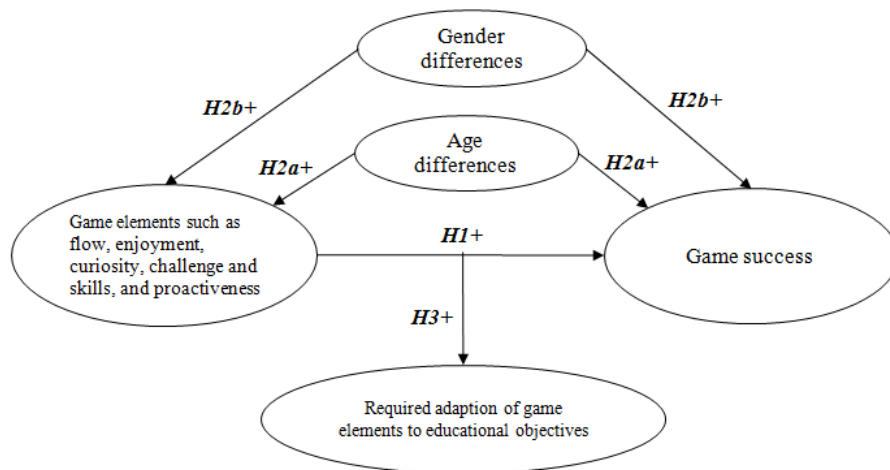 Gender
differences
H2b+
H2b+
Age
differences
H2a+
H2a+
Game elements such as
flow, enjoyment,
curiosity, challenge and
skills, and proactiveness
H1+
Game success
H3+
Required adaption of game
elements to educational objectives